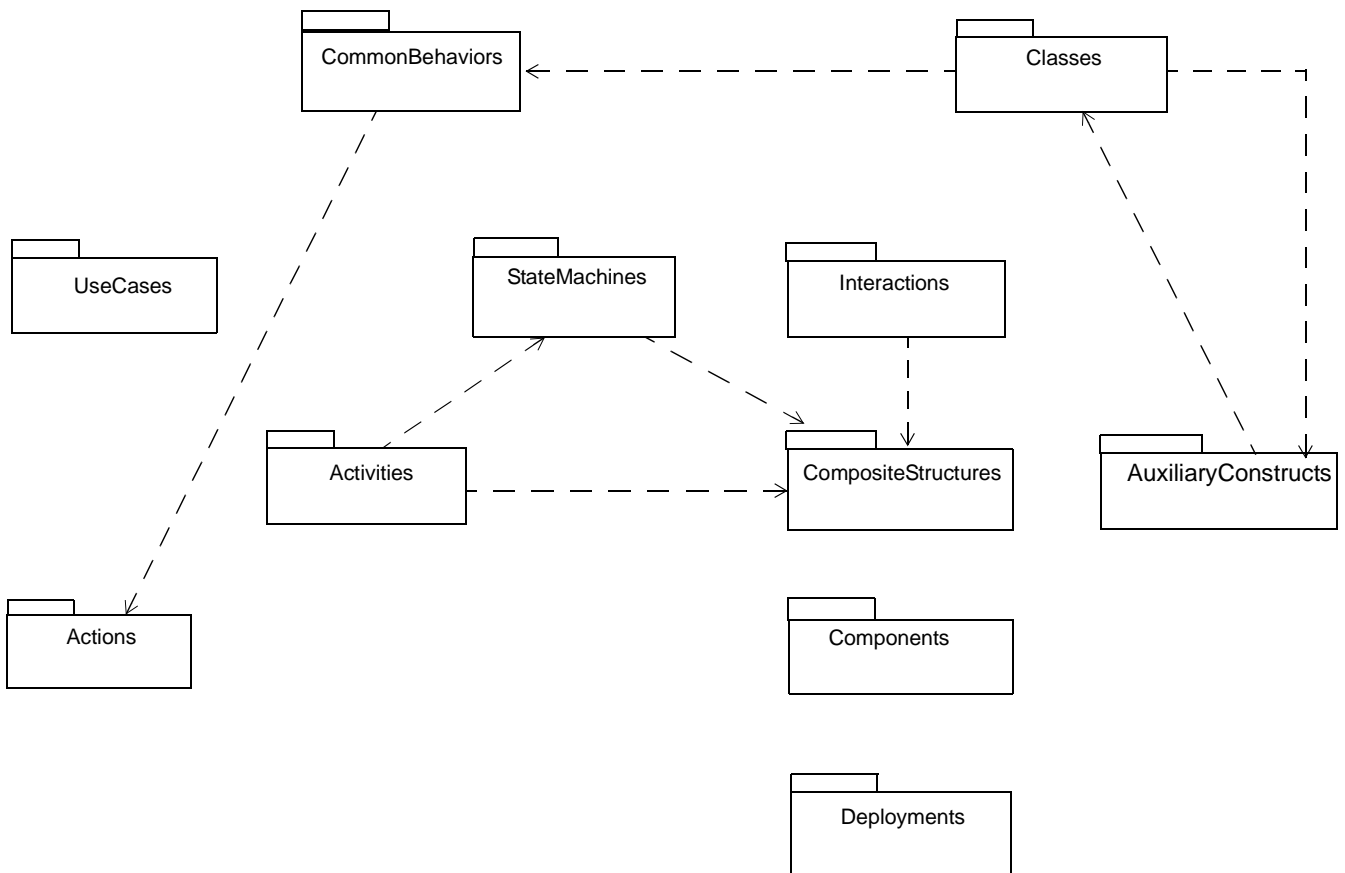 CommonBehaviors
Classes
UseCases
StateMachines
Interactions
Activities
CompositeStructures
AuxiliaryConstructs
Actions
Components
Deployments